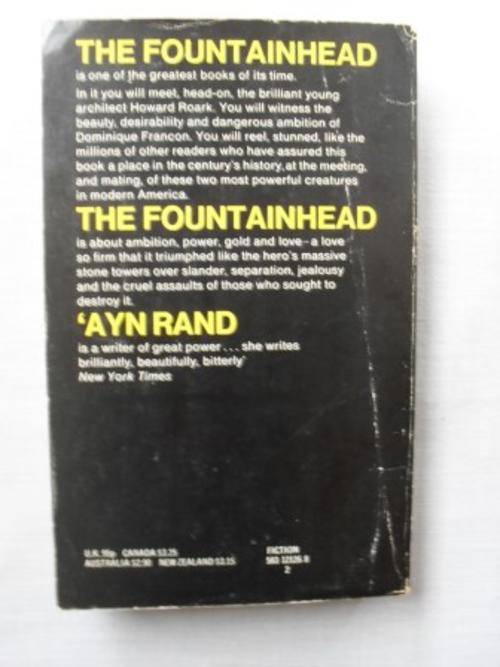 THE FOUNTAINHEAD
is one of the greatest books of its time.
In it you will meet, head-on, the brilliant young
architect Howard Roark. You will witness the
beauty, desirability and dangerous ambition of
Dominique Francon. You will reel, stunned, like the
millions of other readers who have assured this
book a place in the century's history, at the meeting,
and mating, of these two most powerful creatures
in modern America.
THE FOUNTAINHEAD
is about ambition, power, gold and love – a love
so firm that it triumphed like the hero's massive
stone towers over slander, separation, jealousy
and the cruel assaults of those who sought to
destroy it.
'AYN RAND
is a writer of great power . . . she writes
brilliantly, beautifully, bitterly'
New York Times
U.K. CANADA FICTION
AUSTRALIA NEW ZEALAND
2